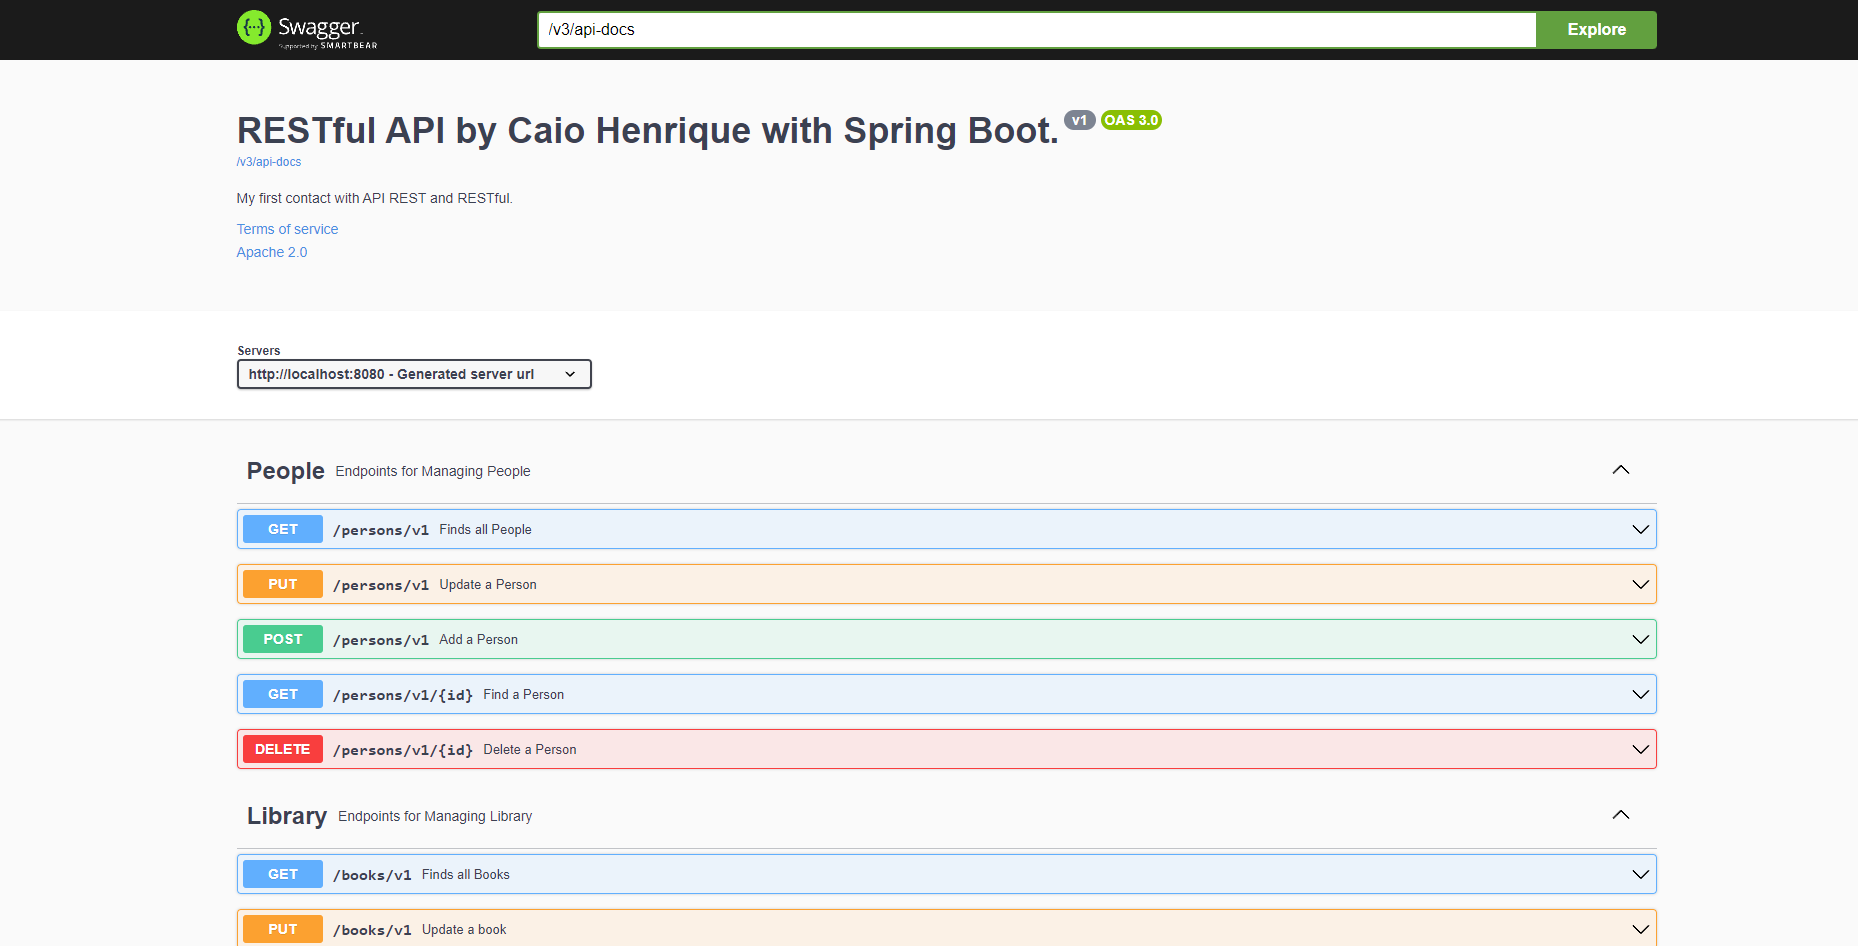 Swagger.
Supported by SMARTBEAR
/v3/api-docs
Explore
RESTful API by Caio Henrique with Spring Boot. v1 OAS 3.0
/v3/api-docs
My first contact with API REST and RESTful.
Terms of service
Apache 2.0
Servers
http://localhost:8080 - Generated server url
People Endpoints for Managing People
GET /persons/v1 Finds all People
PUT /persons/v1 Update a Person
POST /persons/v1 Add a Person
GET /persons/v1/{id} Find a Person
DELETE /persons/v1/{id} Delete a Person
Library Endpoints for Managing Library
GET /books/v1 Finds all Books
PUT /books/v1 Update a book